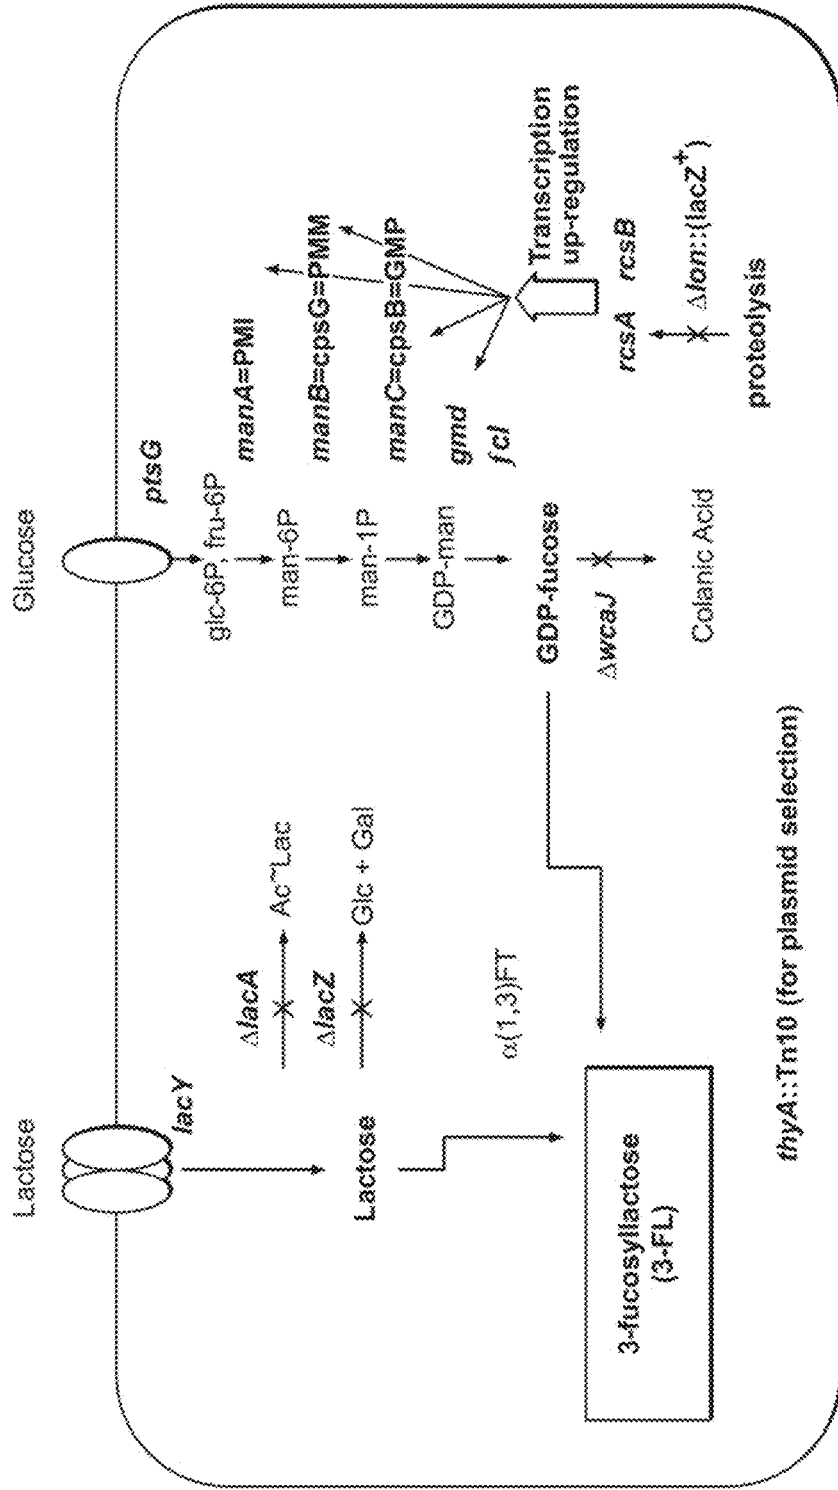 Lactose
Glucose
lacY
ptsG
ΔlacA
Ac~Lac
ΔlacZ
Glc + Gal
Lactose
glc-6P, fru-6P
man-6P
man-1P
GDP-man
GDP-fucose
ΔwcaJ
Colanic Acid
manA=PMI
manB=cpsG=PMM
manC=cpsB=GMP
gmd
fcl
Transcription
up-regulation
rcsA rcsB
Δlon::(lacZ⁺)
proteolysis
α(1,3)FT
3-fucosyllactose
(3-FL)
thyA::Tn10 (for plasmid selection)